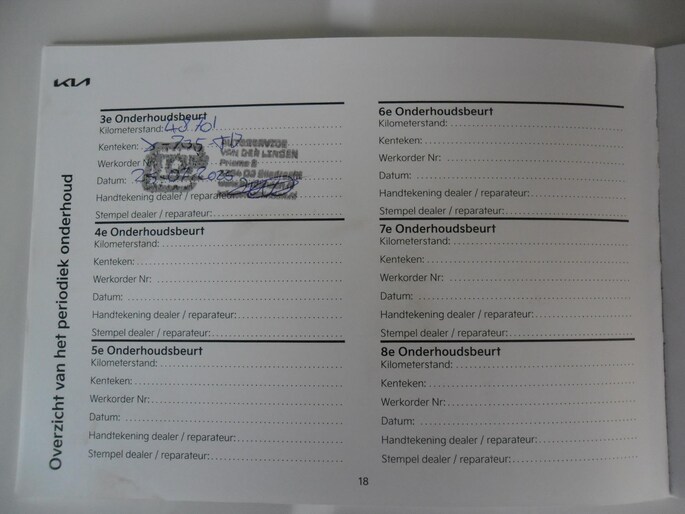 KIA
Overzicht van het periodiek onderhoud
3e Onderhoudsbeurt
Kilometerstand:
Kenteken: X-735-
Werkorder Nr:
Datum:
Handtekening dealer / reparateur:
Stempel dealer / reparateur:
VAN DER LINDEN
4e Onderhoudsbeurt
Kilometerstand:
Kenteken:
Werkorder Nr:
Datum:
Handtekening dealer / reparateur:
Stempel dealer / reparateur:
5e Onderhoudsbeurt
Kilometerstand:
Kenteken:
Werkorder Nr:
Datum:
Handtekening dealer / reparateur:
Stempel dealer / reparateur:
6e Onderhoudsbeurt
Kilometerstand:
Kenteken:
Werkorder Nr:
Datum:
Handtekening dealer / reparateur:
Stempel dealer / reparateur:
7e Onderhoudsbeurt
Kilometerstand:
Kenteken:
Werkorder Nr:
Datum:
Handtekening dealer / reparateur:
Stempel dealer / reparateur:
8e Onderhoudsbeurt
Kilometerstand:
Kenteken:
Werkorder Nr:
Datum:
Handtekening dealer / reparateur:
Stempel dealer / reparateur:
18